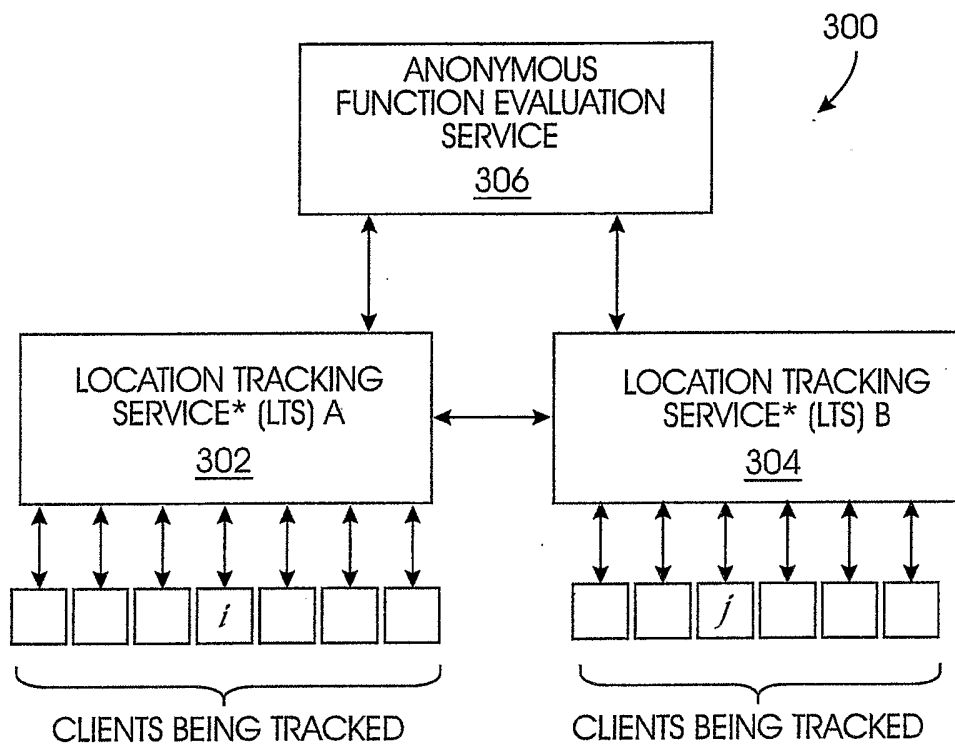 300
ANONYMOUS
FUNCTION EVALUATION
SERVICE
306
LOCATION TRACKING
SERVICE* (LTS) A
302
LOCATION TRACKING
SERVICE* (LTS) B
304
i
j
CLIENTS BEING TRACKED
CLIENTS BEING TRACKED